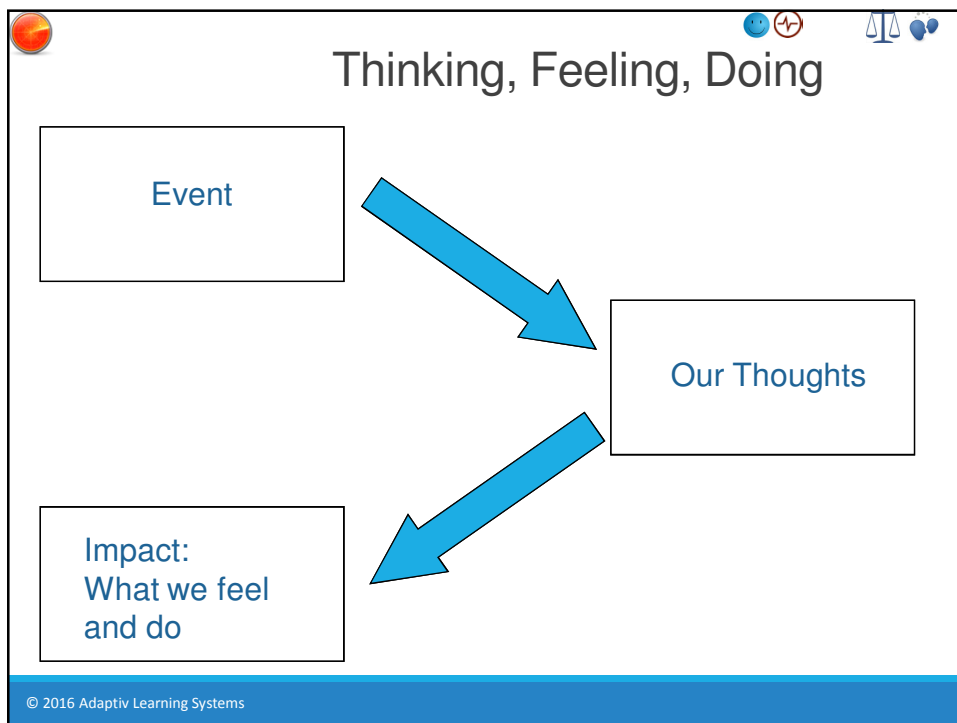 Thinking, Feeling, Doing
Event
Our Thoughts
Impact:
What we feel
and do
© 2016 Adaptiv Learning Systems